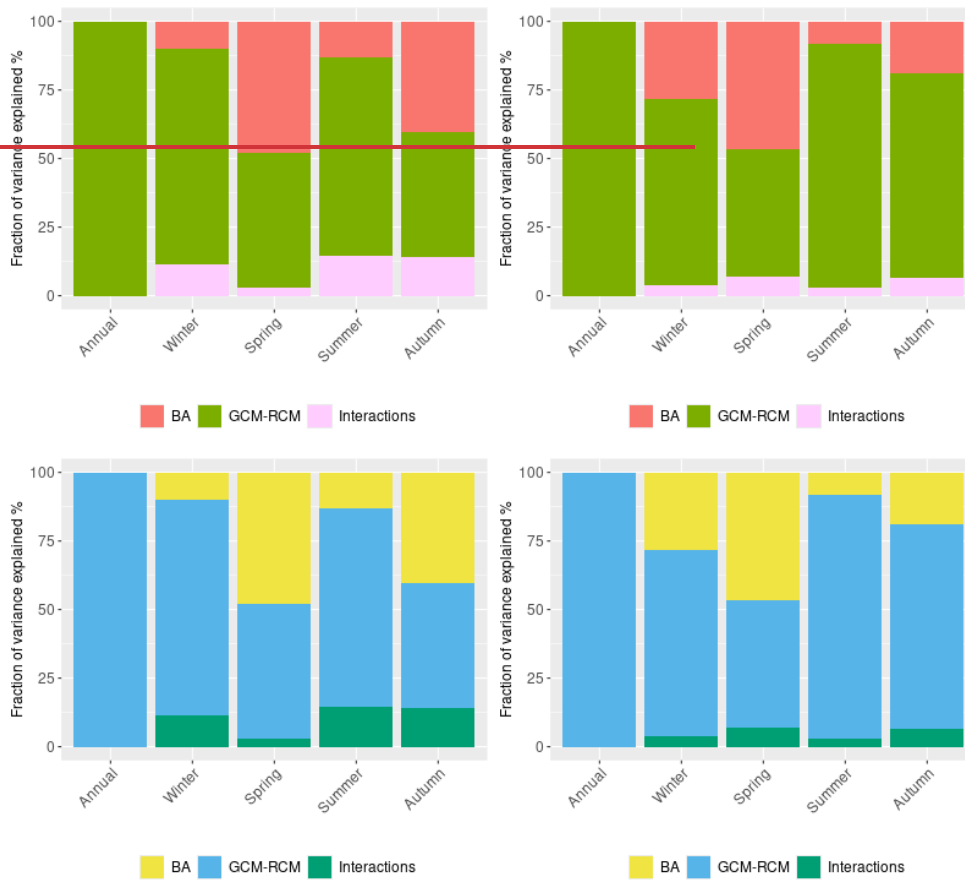 Fraction of variance explained %
100
75
50
25
0
Annual
Winter
Spring
Summer
Autumn
BA GCM-RCM Interactions
Fraction of variance explained %
100
75
50
25
0
Annual
Winter
Spring
Summer
Autumn
BA GCM-RCM Interactions
Fraction of variance explained %
100
75
50
25
0
Annual
Winter
Spring
Summer
Autumn
BA GCM-RCM Interactions
Fraction of variance explained %
100
75
50
25
0
Annual
Winter
Spring
Summer
Autumn
BA GCM-RCM Interactions